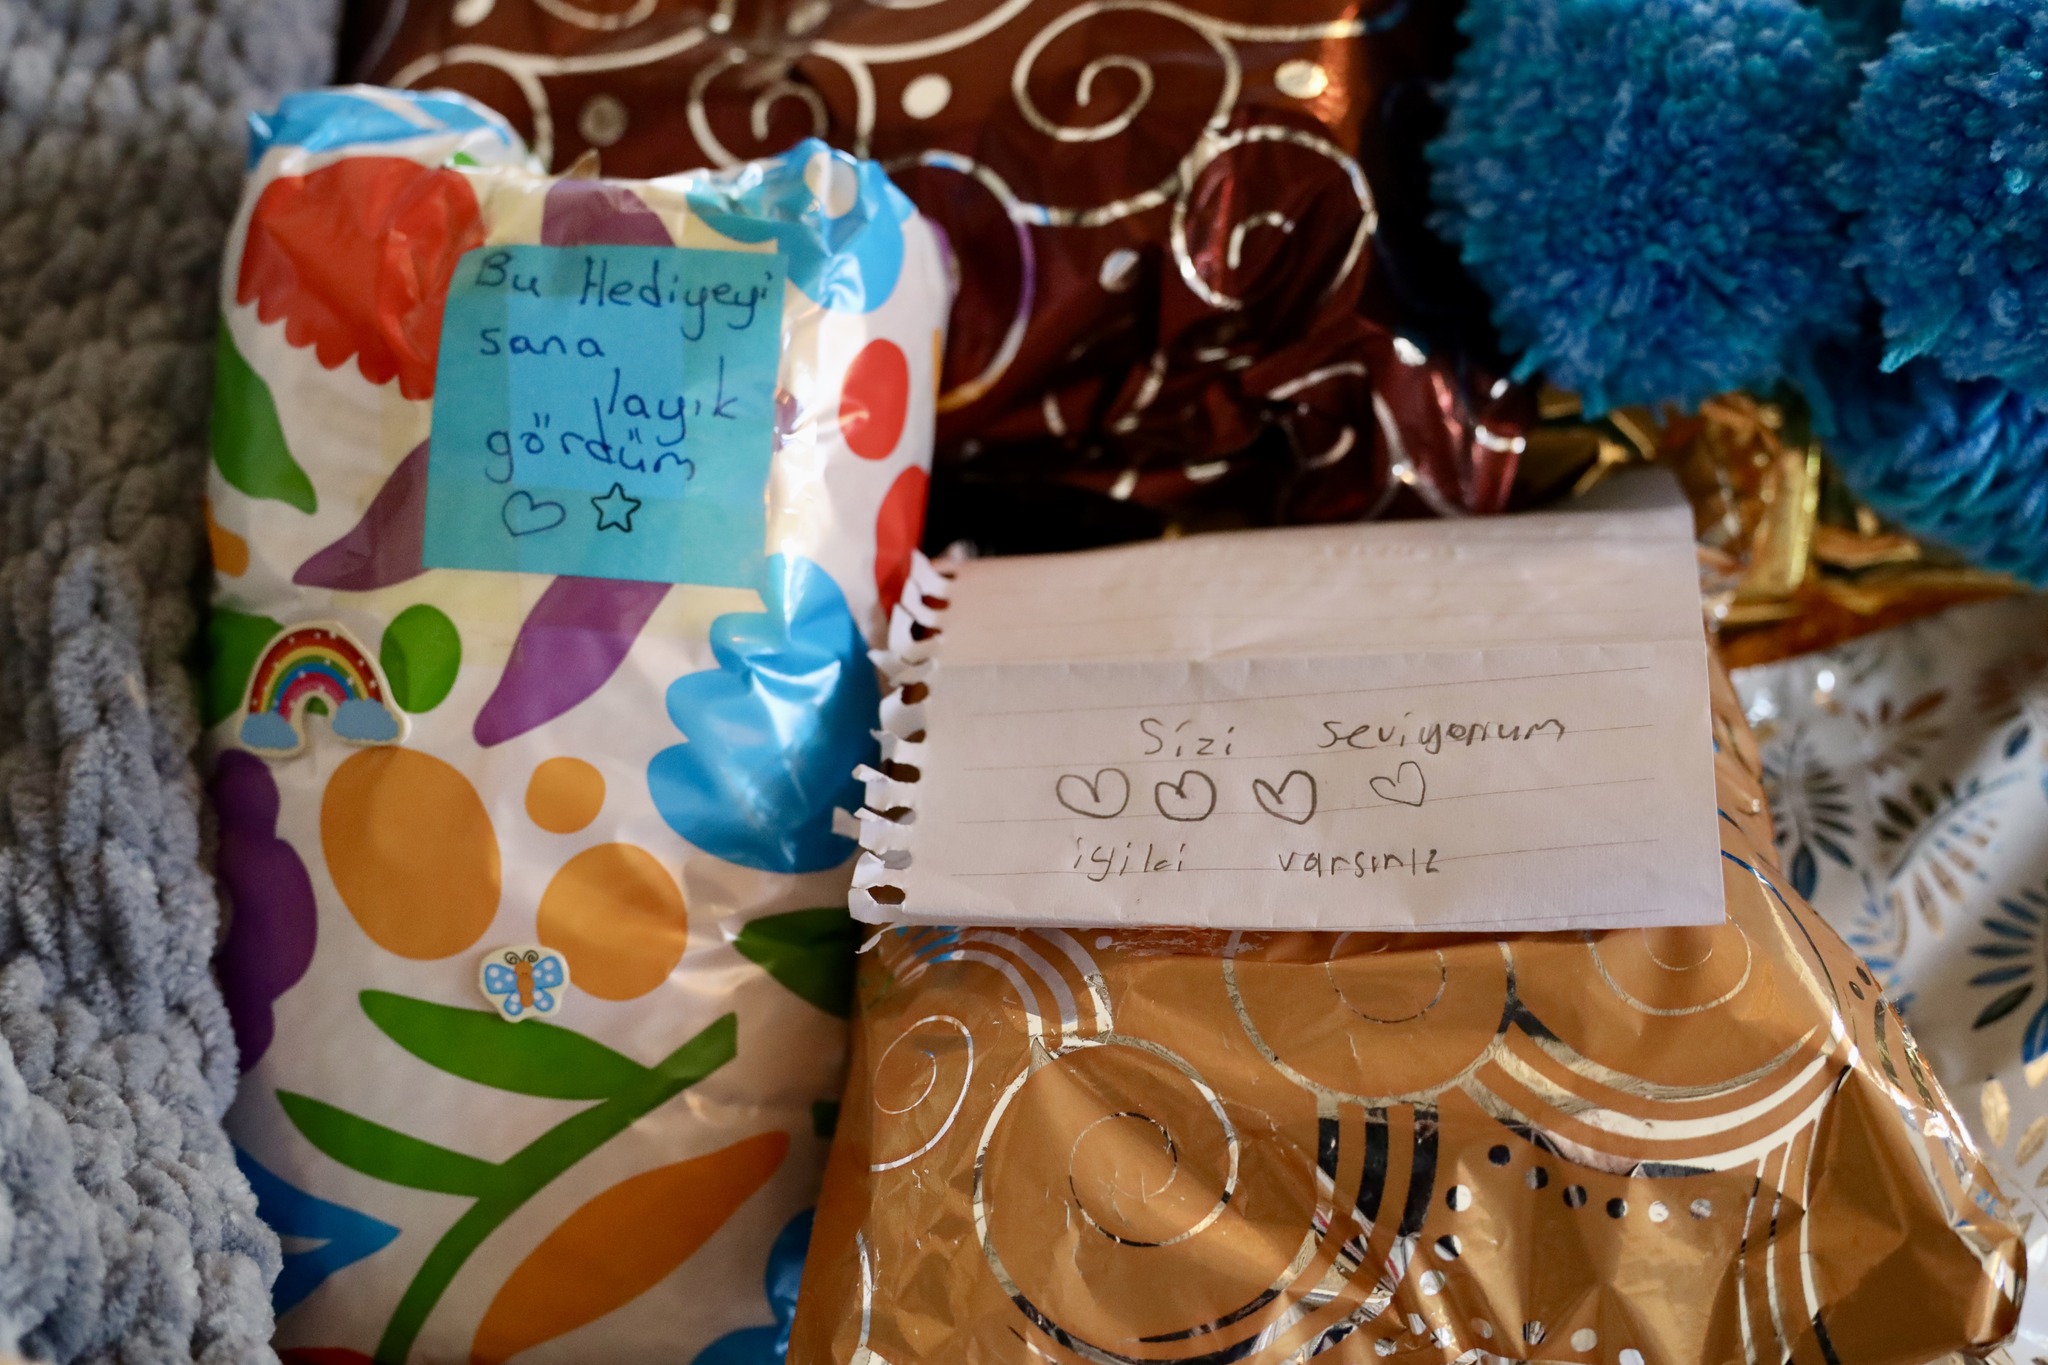 Bu Hediyeyi
sana
layık
gördüm
Sizi seviyorrum
iyiki varsınız